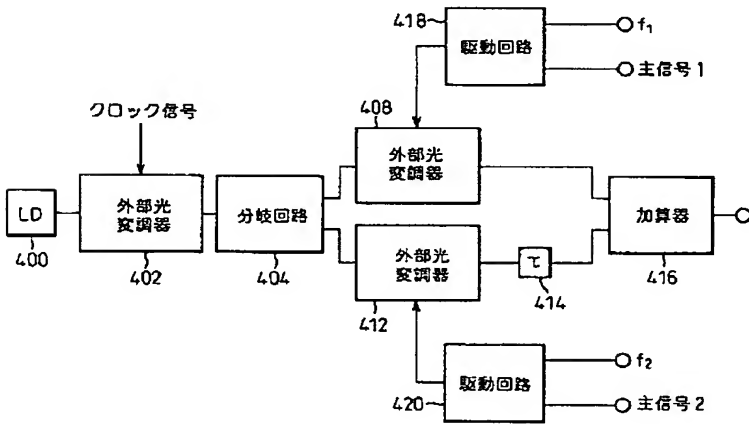 418
駆動回路
f₁
主信号1
クロック信号
408
外部光
変調器
LD
400
外部光
変調器
402
分岐回路
404
加算器
416
外部光
変調器
412
τ
414
駆動回路
420
f₂
主信号2